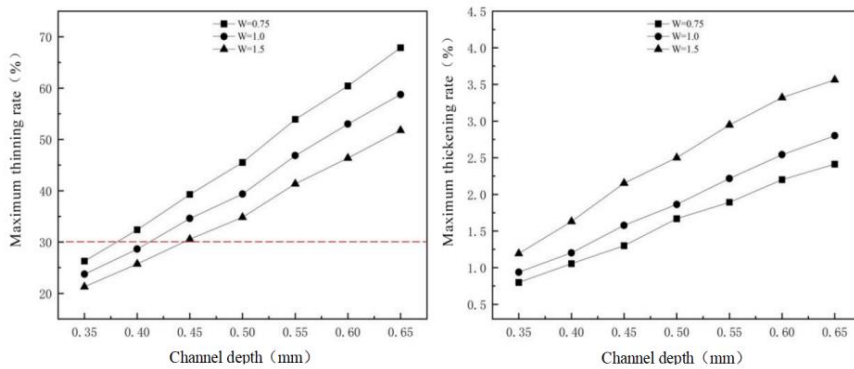 W=0.75
W=1.0
W=1.5
70
60
50
40
30
20
Maximum thinning rate（%）
0.35 0.40 0.45 0.50 0.55 0.60 0.65
Channel depth（mm）
W=0.75
W=1.0
W=1.5
4.5
4.0
3.5
3.0
2.5
2.0
1.5
1.0
0.5
Maximum thickening rate（%）
0.35 0.40 0.45 0.50 0.55 0.60 0.65
Channel depth（mm）